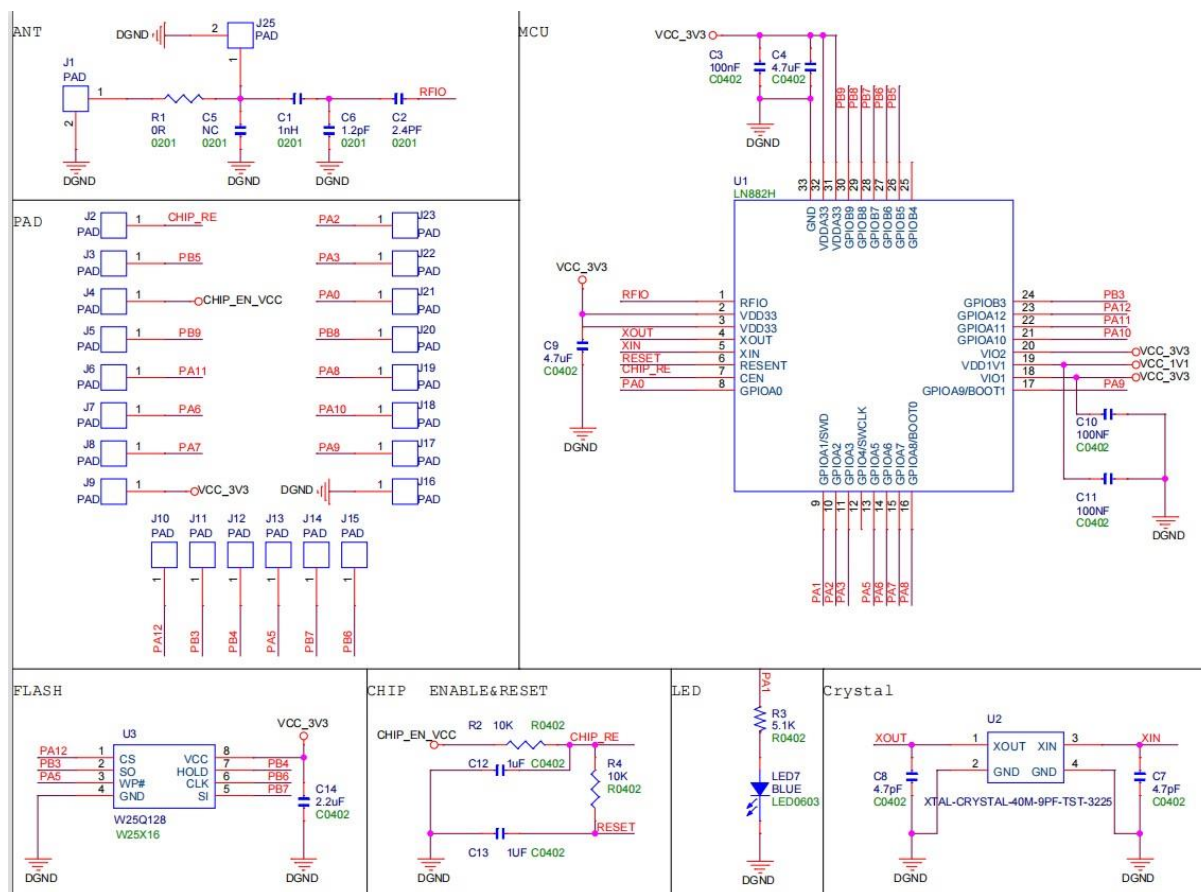 ANT
DGND
2
J25
PAD
1
J1
PAD
1
2
R1
0R
0201
C5
NC
0201
C1
1nH
0201
C6
1.2pF
0201
C2
2.4PF
0201
RFIO
DGND
DGND
DGND
PAD
J2
PAD
1
CHIP_RE
J3
PAD
1
PB5
J4
PAD
1
CHIP_EN_VCC
J5
PAD
1
PB9
J6
PAD
1
PA11
J7
PAD
1
PA6
J8
PAD
1
PA7
J9
PAD
1
VCC_3V3
PA2
1
J23
PAD
PA3
1
J22
PAD
PA0
1
J21
PAD
PB8
1
J20
PAD
PA8
1
J19
PAD
PA10
1
J18
PAD
PA9
1
J17
PAD
DGND
1
J16
PAD
J10
PAD
1
PA12
J11
PAD
1
PB3
J12
PAD
1
PB4
J13
PAD
1
PA5
J14
PAD
1
PB7
J15
PAD
1
PB6
MCU
VCC_3V3
C3
100nF
C0402
C4
4.7uF
C0402
DGND
PB9
PB8
PB7
PB6
PB5
U1
LN882H
33
32
31
30
29
28
27
26
25
GND
VDDA33
VDDA33
GPIOB9
GPIOB8
GPIOB7
GPIOB6
GPIOB5
GPIOB4
VCC_3V3
C9
4.7uF
C0402
DGND
RFIO 1 RFIO
2 VDD33
3 VDD33
XOUT 4 XOUT
XIN 5 XIN
RESET 6 RESENT
CHIP_RE 7 CEN
PA0 8 GPIOA0
GPIOB3 24 PB3
GPIOA12 23 PA12
GPIOA11 22 PA11
GPIOA10 21 PA10
VIO2 20 VCC_3V3
VDD1V1 19 VCC_1V1
VIO1 18 VCC_3V3
GPIOA9/BOOT1 17 PA9
C10
100NF
C0402
C11
100NF
C0402
DGND
GPIOA1/SWD
GPIOA2
GPIOA3
GPIO4/SWCLK
GPIOA5
GPIOA6
GPIOA7
GPIOA8/BOOT0
9
10
11
12
13
14
15
16
PA1
PA2
PA3
PA5
PA6
PA7
PA8
FLASH
U3
PA12 1 CS
PB3 2 SO
PA5 3 WP#
4 GND
VCC 8
HOLD 7 PB4
CLK 6 PB6
SI 5 PB7
W25Q128
W25X16
VCC_3V3
C14
2.2uF
C0402
DGND
DGND
CHIP ENABLE&RESET
CHIP_EN_VCC
R2 10K R0402
CHIP_RE
C12 1uF C0402
R4
10K
R0402
RESET
C13 1UF C0402
DGND
LED
PA1
R3
5.1K
R0402
LED7
BLUE
LED0603
DGND
Crystal
U2
XOUT 1 XOUT XIN 3 XIN
2 GND GND 4
C8
4.7pF
C0402
C7
4.7pF
C0402
XTAL-CRYSTAL-40M-9PF-TST-3225
DGND
DGND